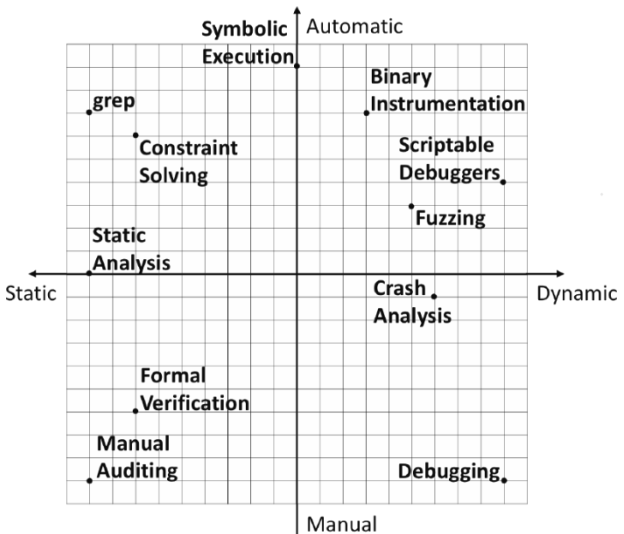 Symbolic
Execution
Automatic
Binary
Instrumentation
grep
Constraint
Solving
Scriptable
Debuggers
Fuzzing
Static
Analysis
Static
Dynamic
Crash
Analysis
Formal
Verification
Manual
Auditing
Debugging
Manual